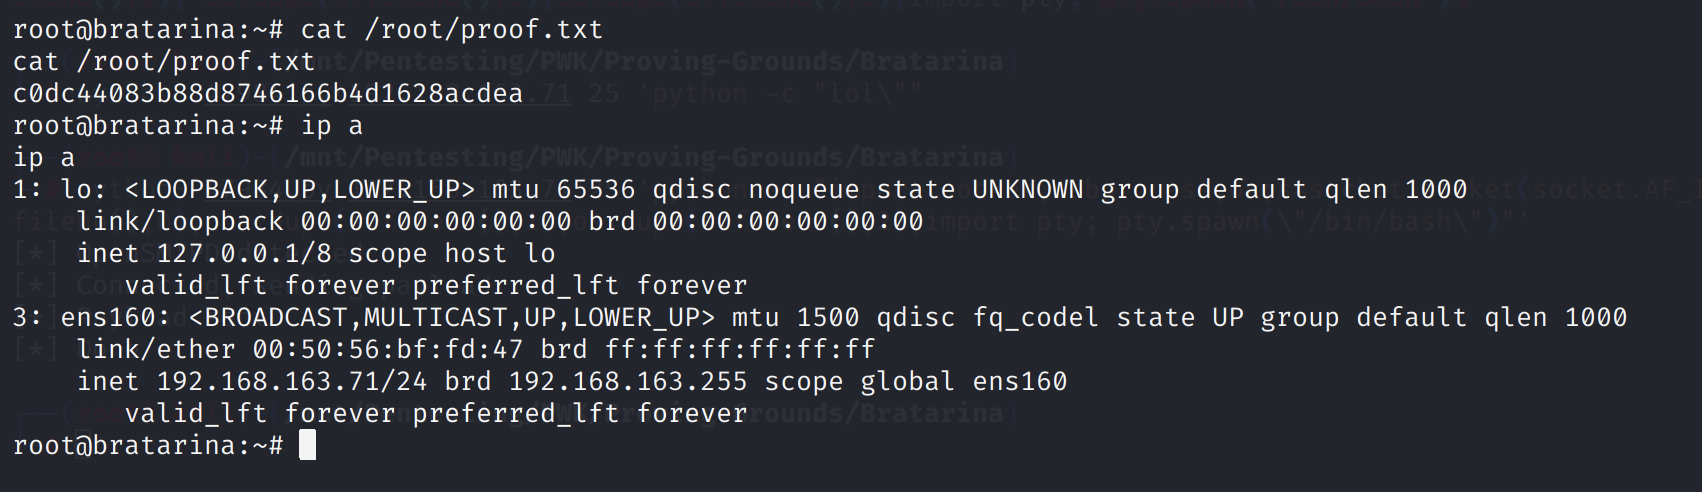 root@bratarina:~# cat /root/proof.txt
cat /root/proof.txt
c0dc44083b88d8746166b4d1628acdea
root@bratarina:~# ip a
ip a
1: lo: <LOOPBACK,UP,LOWER_UP> mtu 65536 qdisc noqueue state UNKNOWN group default qlen 1000
    link/loopback 00:00:00:00:00:00 brd 00:00:00:00:00:00
    inet 127.0.0.1/8 scope host lo
       valid_lft forever preferred_lft forever
3: ens160: <BROADCAST,MULTICAST,UP,LOWER_UP> mtu 1500 qdisc fq_codel state UP group default qlen 1000
    link/ether 00:50:56:bf:fd:47 brd ff:ff:ff:ff:ff:ff
    inet 192.168.163.71/24 brd 192.168.163.255 scope global ens160
       valid_lft forever preferred_lft forever
root@bratarina:~#